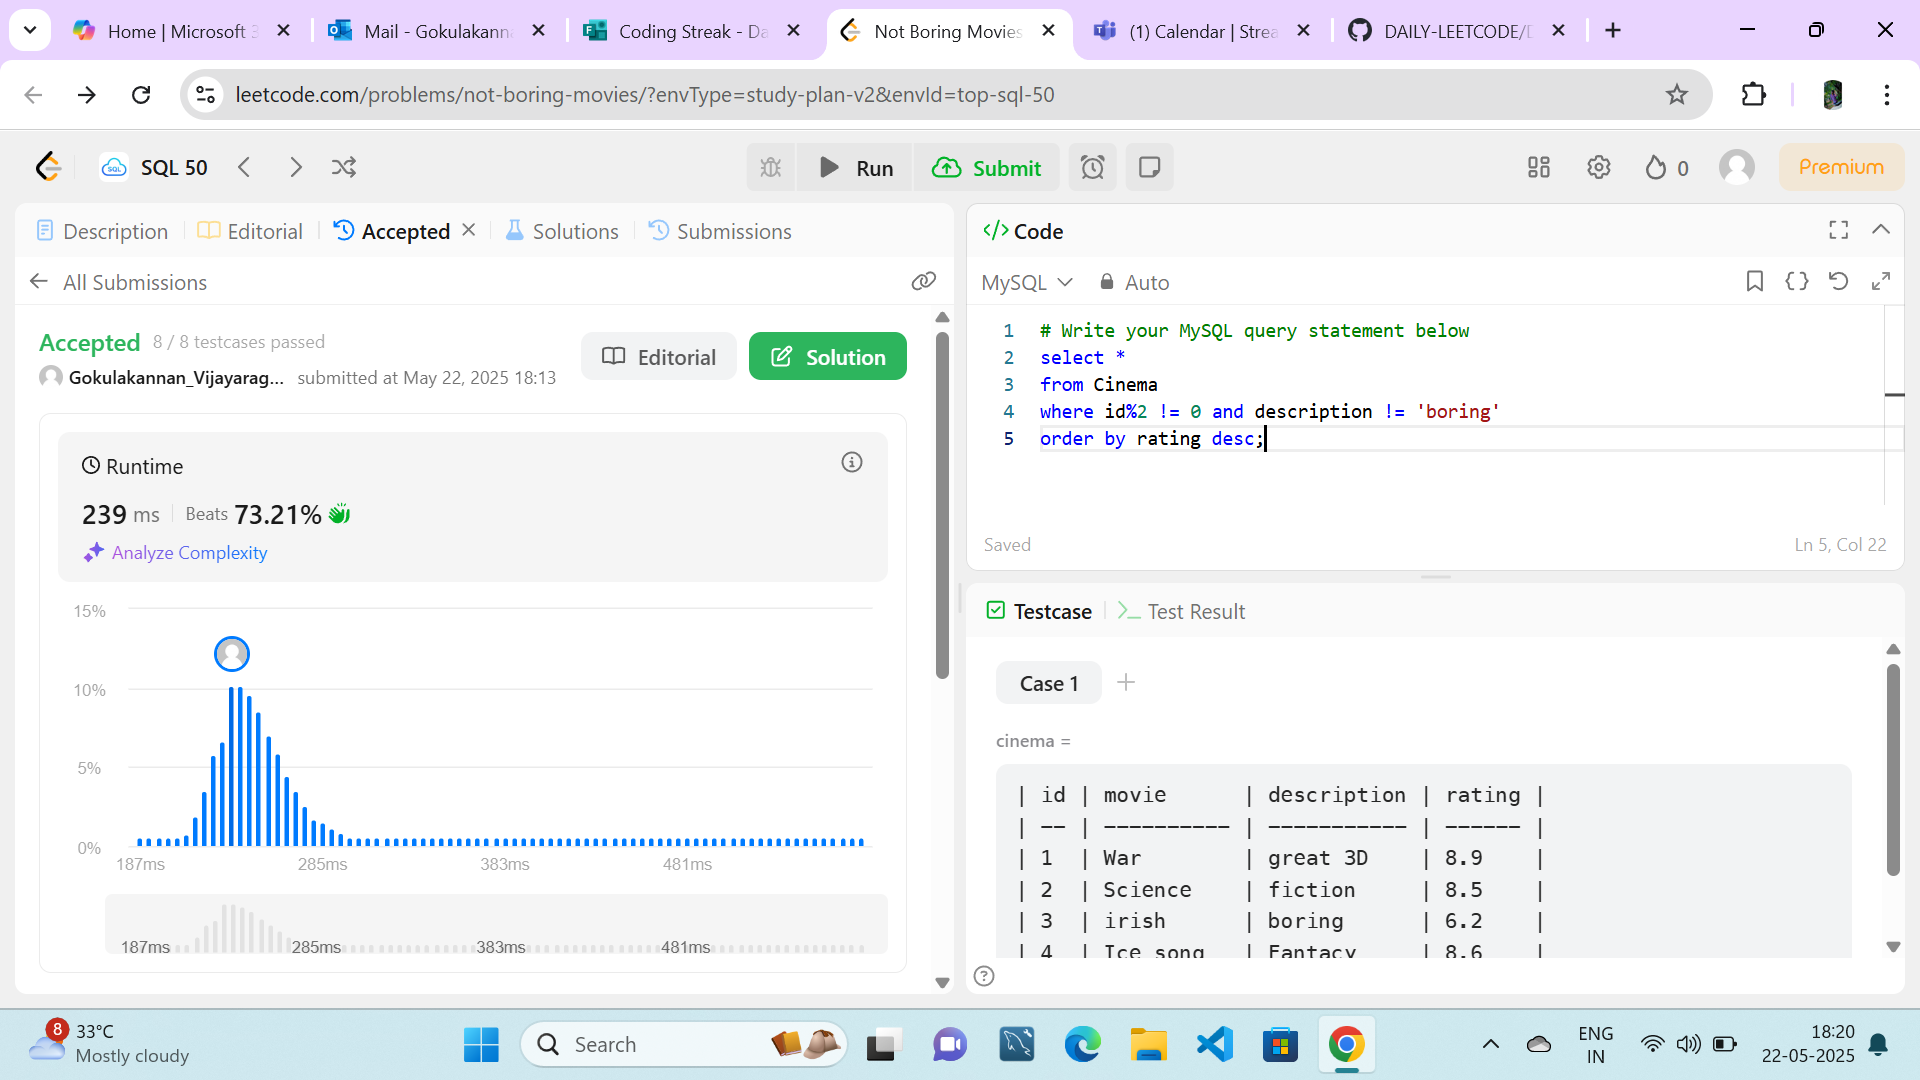 Home | Microsoft 3
Mail - Gokulakanna
Coding Streak - Da
Not Boring Movies
(1) Calendar | Strea
DAILY-LEETCODE/D
leetcode.com/problems/not-boring-movies/?envType=study-plan-v2&envId=top-sql-50
SQL
SQL 50
Run
Submit
0
Premium
Description
Editorial
Accepted
Solutions
Submissions
All Submissions
Accepted 8 / 8 testcases passed
Gokulakannan_Vijayarag... submitted at May 22, 2025 18:13
Editorial
Solution
Runtime
239 ms Beats 73.21%
Analyze Complexity
15%
10%
5%
0%
187ms 285ms 383ms 481ms
187ms 285ms 383ms 481ms
</> Code
MySQL Auto
1 # Write your MySQL query statement below
2 select *
3 from Cinema
4 where id%2 != 0 and description != 'boring'
5 order by rating desc;
Saved
Ln 5, Col 22
Testcase
Test Result
Case 1
cinema =
| id | movie | description | rating |
| -- | ---------- | ----------- | ------ |
| 1 | War | great 3D | 8.9 |
| 2 | Science | fiction | 8.5 |
| 3 | irish | boring | 6.2 |
| 4 | Ice song | Fantacy | 8.6 |
8
33°C
Mostly cloudy
Search
ENG
IN
18:20
22-05-2025